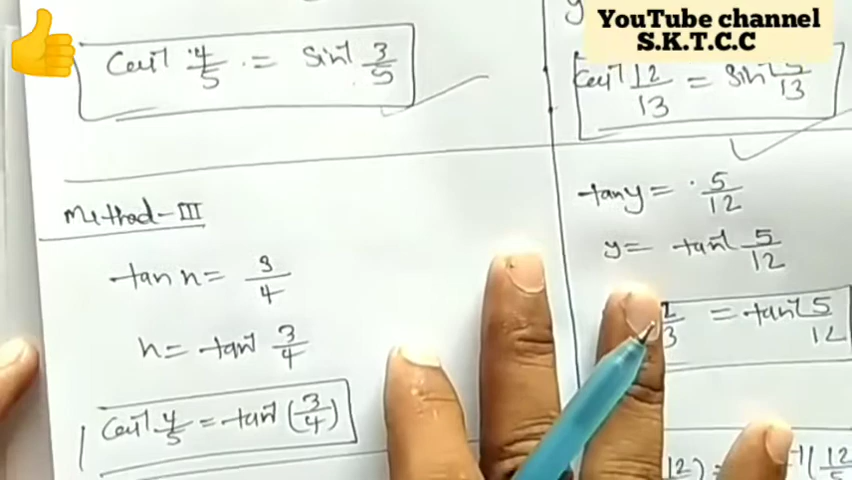 YouTube channel
S.K.T.C.C
y
Cos⁻¹ 4/5 = Sin⁻¹ 3/5
Cos⁻¹ 12/13 = Sin⁻¹ 5/13
Method-III
tan x = 3/4
x = tan⁻¹ 3/4
Cos⁻¹ 4/5 = tan⁻¹ (3/4)
tan y = 5/12
y = tan⁻¹ 5/12
= tan⁻¹ 5/12